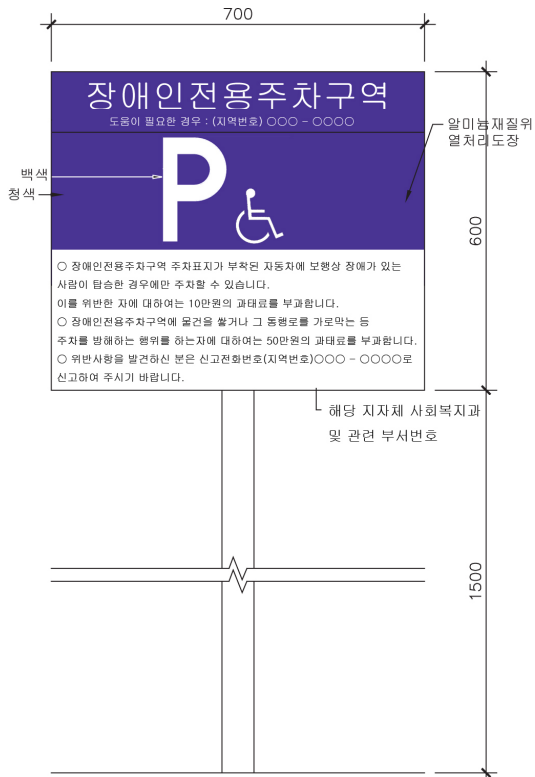 700
장애인전용주차구역
도움이 필요한 경우 : (지역번호) ○○○ - ○○○○
알미늄재질위
열처리도장
백색
청색
P
600
○ 장애인전용주차구역 주차표지가 부착된 자동차에 보행상 장애가 있는
사람이 탑승한 경우에만 주차할 수 있습니다.
이를 위반한 자에 대하여는 10만원의 과태료를 부과합니다.
○ 장애인전용주차구역에 물건을 쌓거나 그 통행로를 가로막는 등
주차를 방해하는 행위를 하는자에 대하여는 50만원의 과태료를 부과합니다.
○ 위반사항을 발견하신 분은 신고전화번호(지역번호)○○○ - ○○○○로
신고하여 주시기 바랍니다.
해당 지자체 사회복지과
및 관련 부서번호
1500